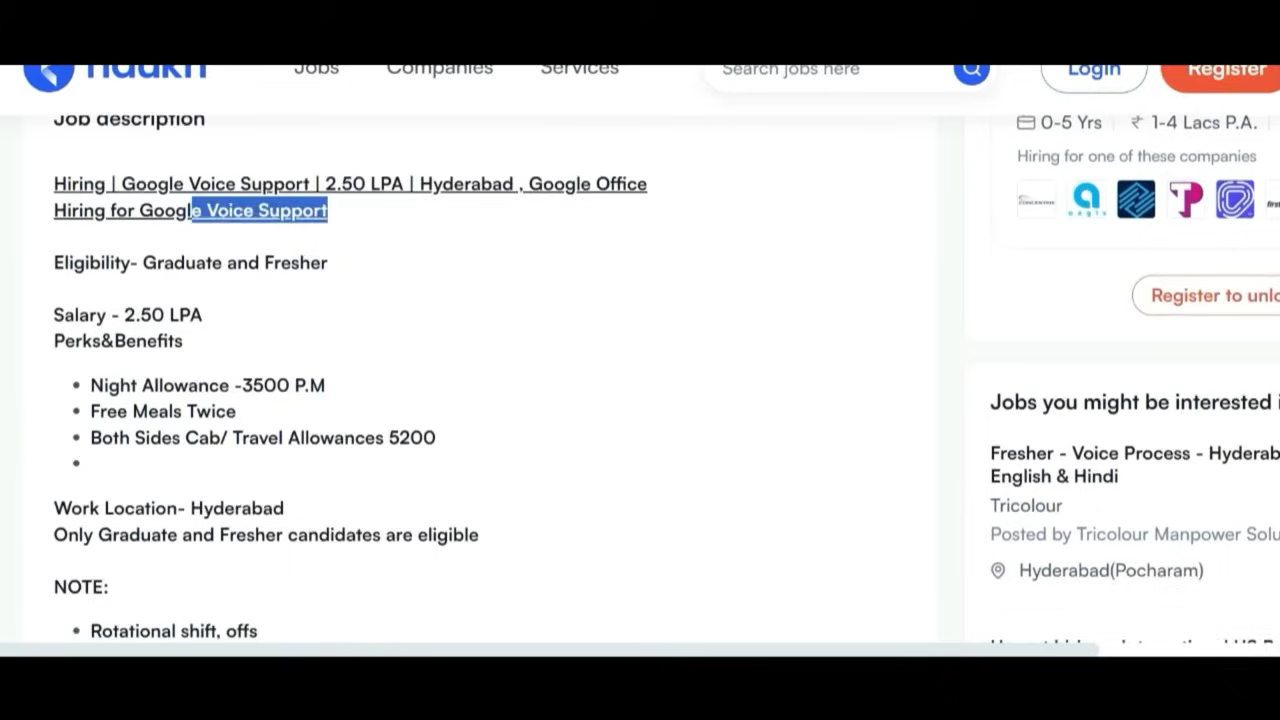 naukri
Jobs
Companies
Services
Search jobs here
Login
Register
Job description
Hiring | Google Voice Support | 2.50 LPA | Hyderabad , Google Office
Hiring for Google Voice Support
Eligibility- Graduate and Fresher
Salary - 2.50 LPA
Perks&Benefits
Night Allowance -3500 P.M
Free Meals Twice
Both Sides Cab/ Travel Allowances 5200
Work Location- Hyderabad
Only Graduate and Fresher candidates are eligible
NOTE:
Rotational shift, offs
0-5 Yrs
₹ 1-4 Lacs P.A.
Hiring for one of these companies
Register to unlo
Jobs you might be interested i
Fresher - Voice Process - Hyderab
English & Hindi
Tricolour
Posted by Tricolour Manpower Solu
Hyderabad(Pocharam)